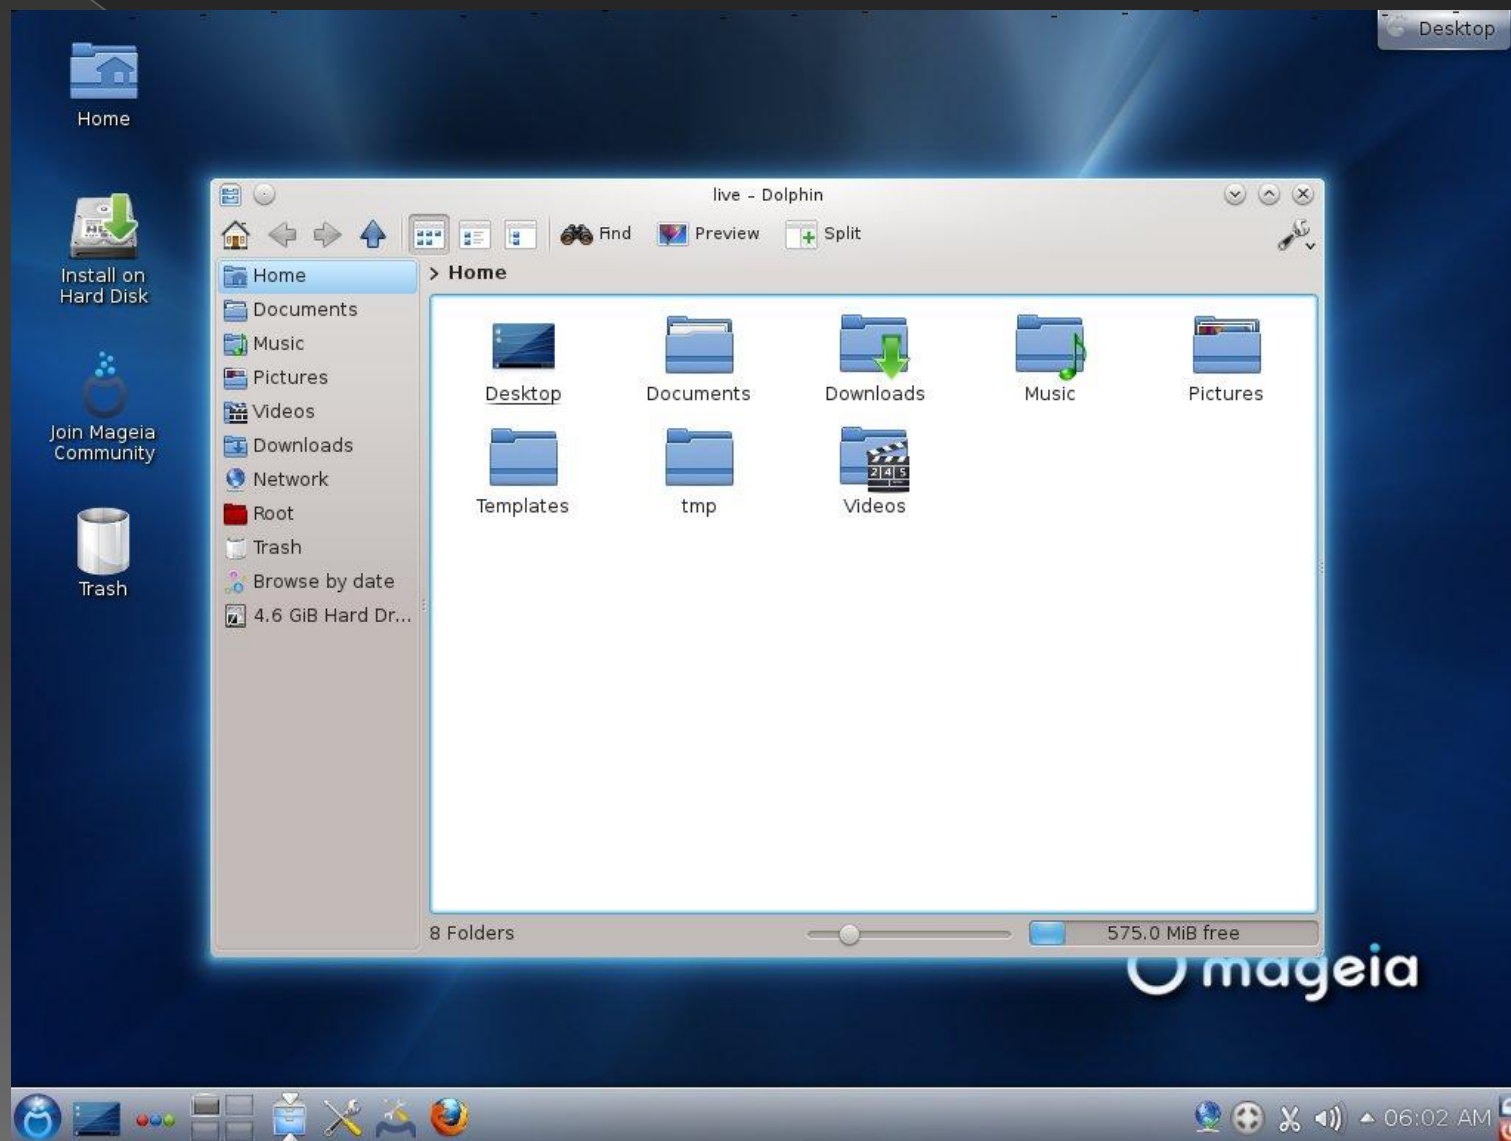 Desktop
Home
Install on
Hard Disk
Join Mageia
Community
Trash
live - Dolphin
Find
Preview
Split
Home
Documents
Music
Pictures
Videos
Downloads
Network
Root
Trash
Browse by date
4.6 GiB Hard Dr...
> Home
Desktop
Documents
Downloads
Music
Pictures
Templates
tmp
Videos
8 Folders
575.0 MiB free
mageia
06:02 AM